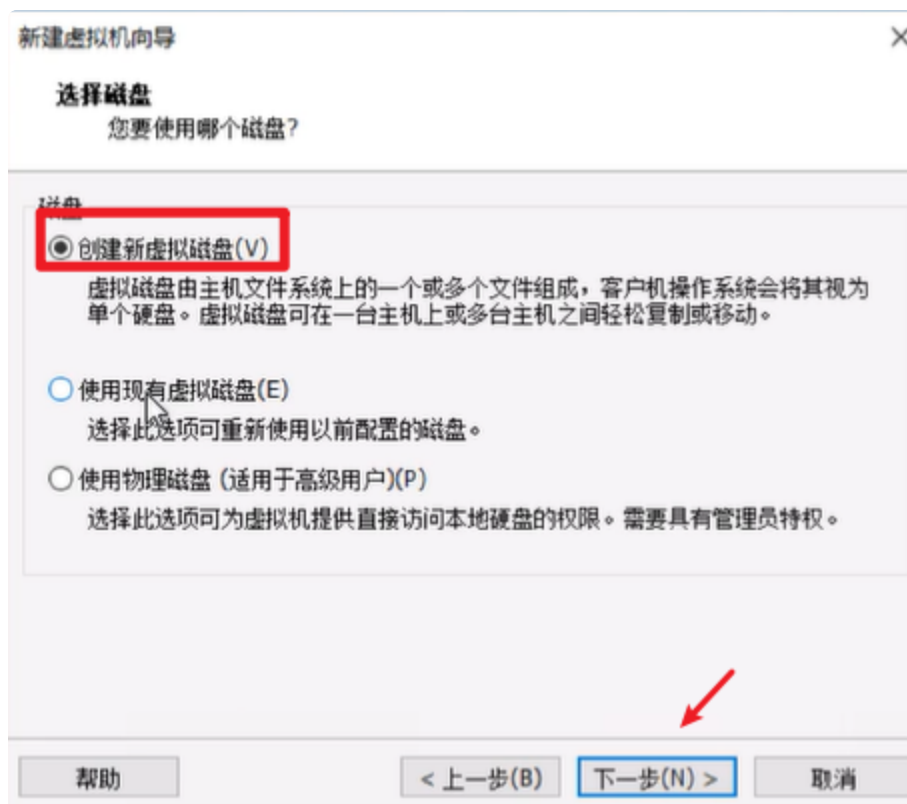 新建虚拟机向导
选择磁盘
您要使用哪个磁盘?
磁盘
创建新虚拟磁盘(V)
虚拟磁盘由主机文件系统上的一个或多个文件组成，客户机操作系统会将其视为
单个硬盘。虚拟磁盘可在一台主机上或多台主机之间轻松复制或移动。
使用现有虚拟磁盘(E)
选择此选项可重新使用以前配置的磁盘。
使用物理磁盘 (适用于高级用户)(P)
选择此选项可为虚拟机提供直接访问本地硬盘的权限。需要具有管理员特权。
帮助
< 上一步(B)
下一步(N) >
取消